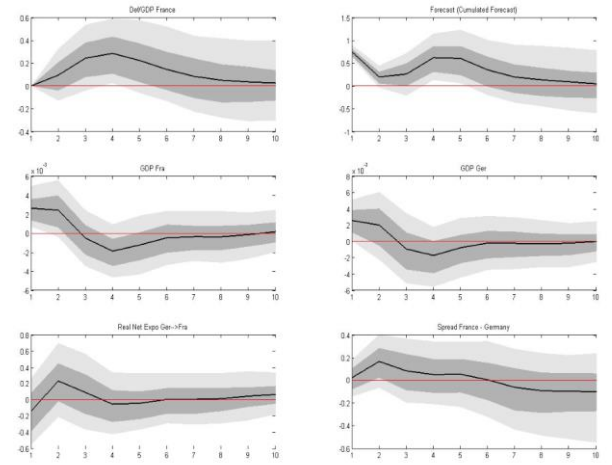 Def/GDP France
0.6
0.4
0.2
0
-0.2
-0.4
1 2 3 4 5 6 7 8 9 10
Forecast (Cumulated Forecast)
1.5
1
0.5
0
-0.5
-1
1 2 3 4 5 6 7 8 9 10
GDP Fra
x 10
6
4
2
0
-2
-4
-6
1 2 3 4 5 6 7 8 9 10
GDP Ger
x 10
8
6
4
2
0
-2
-4
-6
1 2 3 4 5 6 7 8 9 10
Real Net Expo Ger->Fra
0.8
0.6
0.4
0.2
0
-0.2
-0.4
-0.6
1 2 3 4 5 6 7 8 9 10
Spread France - Germany
0.4
0.2
0
-0.2
-0.4
-0.6
1 2 3 4 5 6 7 8 9 10